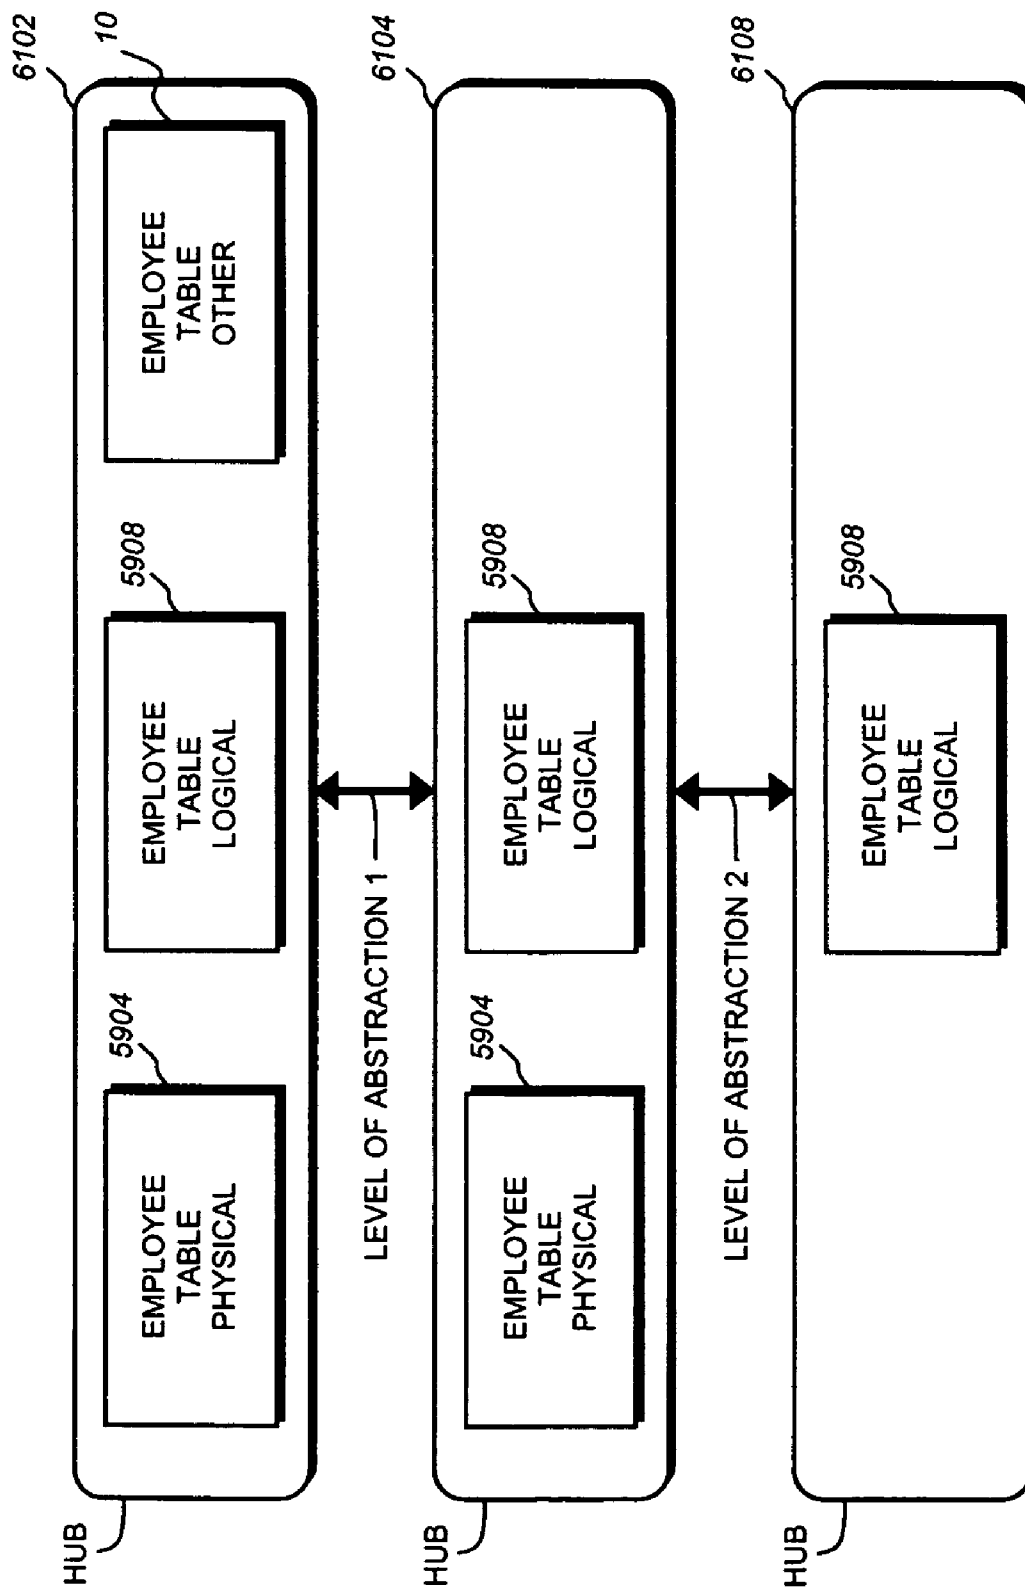 HUB
6102
EMPLOYEE
TABLE
PHYSICAL
5904
EMPLOYEE
TABLE
LOGICAL
5908
EMPLOYEE
TABLE
OTHER
10
LEVEL OF ABSTRACTION 1
HUB
6104
EMPLOYEE
TABLE
PHYSICAL
5904
EMPLOYEE
TABLE
LOGICAL
5908
LEVEL OF ABSTRACTION 2
HUB
6108
EMPLOYEE
TABLE
LOGICAL
5908